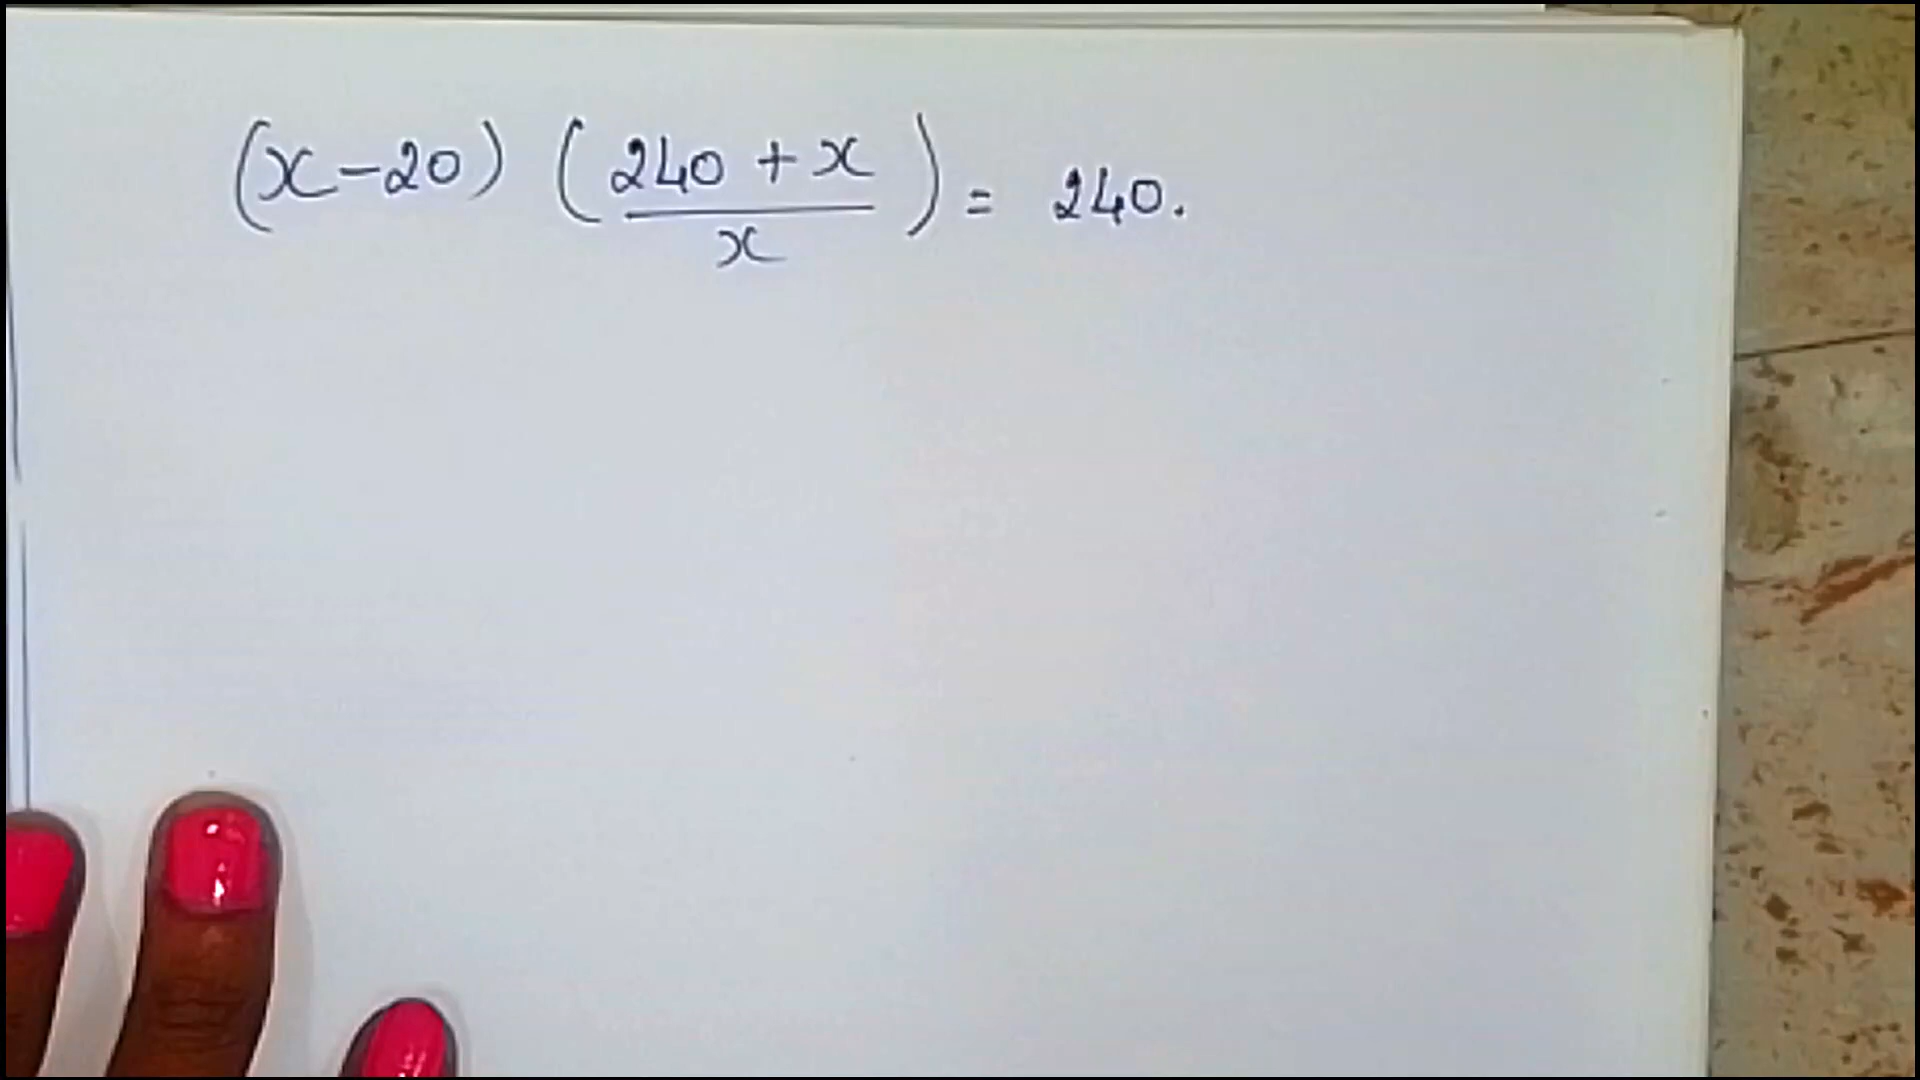 (x-20) (240 + x / x) = 240.